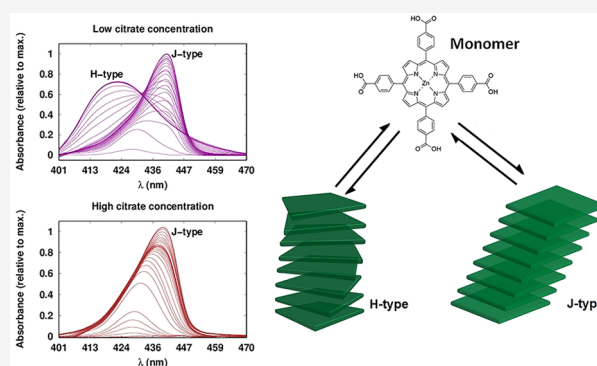 Low citrate concentration
Absorbance (relative to max.)
1
0.8
0.6
0.4
0.2
0
H-type
J-type
401 413 424 436 447 459 470
λ (nm)
High citrate concentration
Absorbance (relative to max.)
1
0.8
0.6
0.4
0.2
0
J-type
401 413 424 436 447 459 470
λ (nm)
Monomer
HO
O
HO
O
N
N
N
N
Zn
O
OH
O
OH
H-type
J-typ